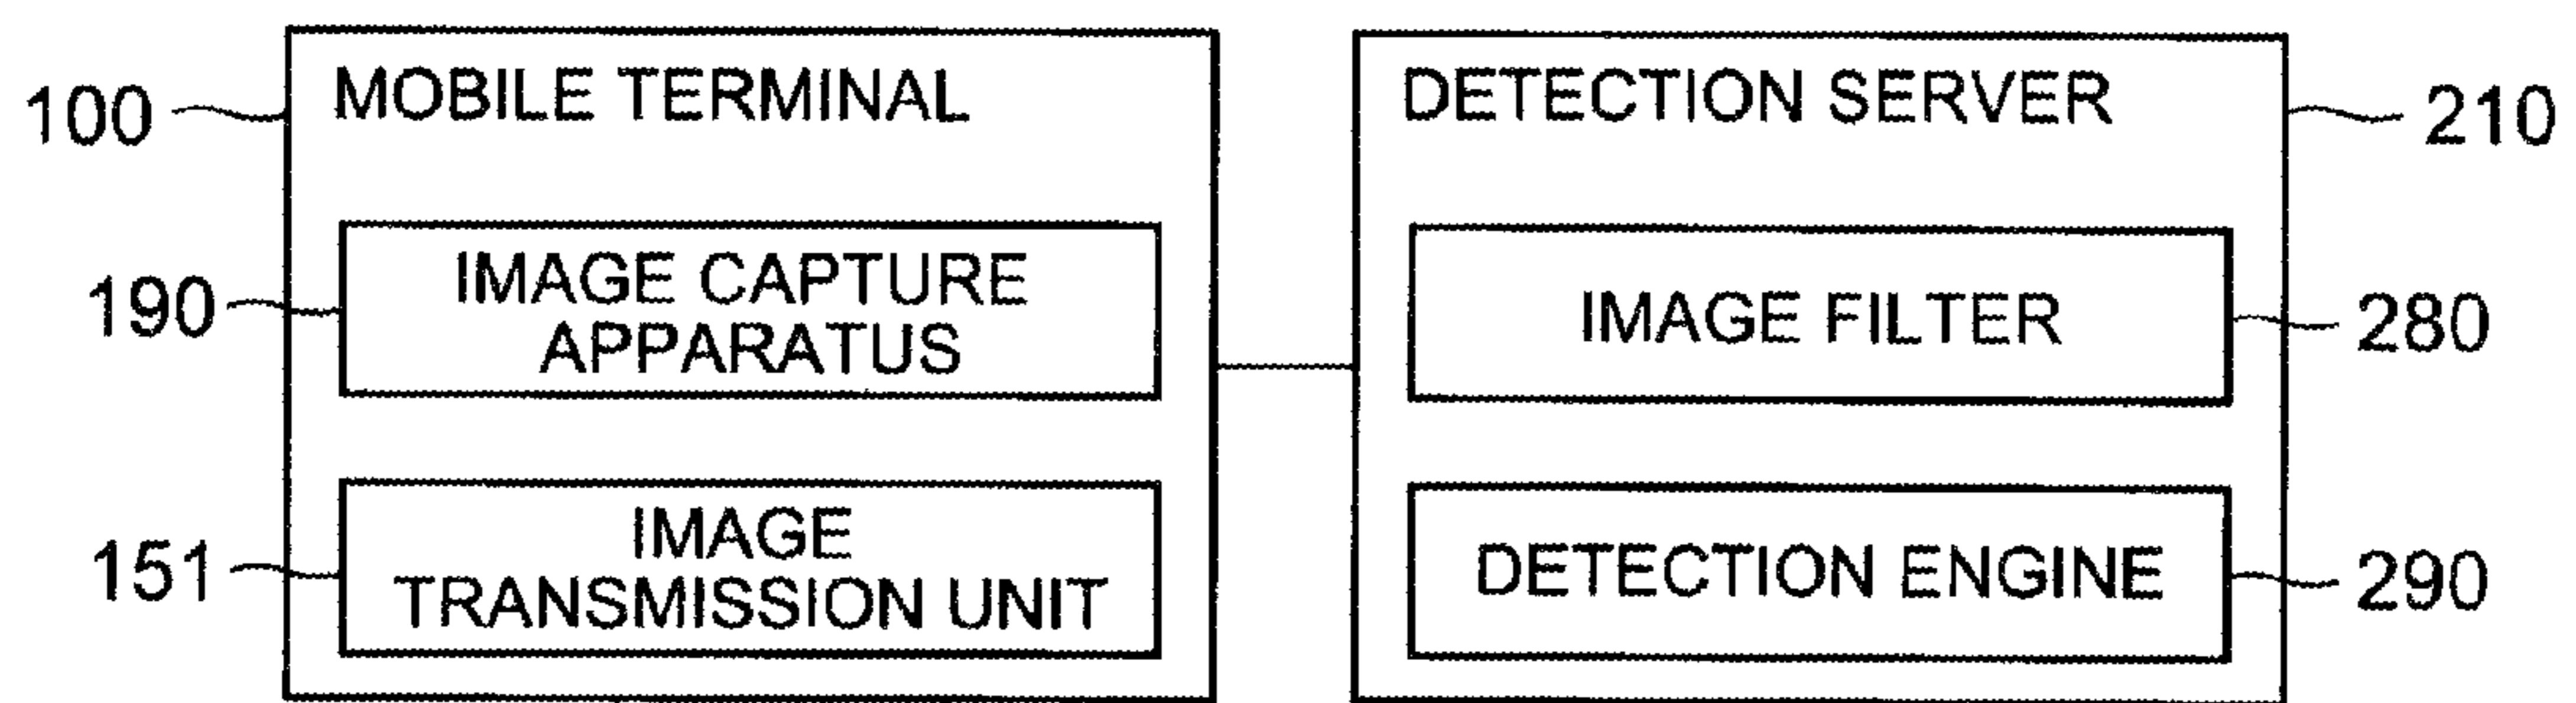 100
MOBILE TERMINAL
190
IMAGE CAPTURE
APPARATUS
151
IMAGE
TRANSMISSION UNIT
DETECTION SERVER
210
IMAGE FILTER
280
DETECTION ENGINE
290